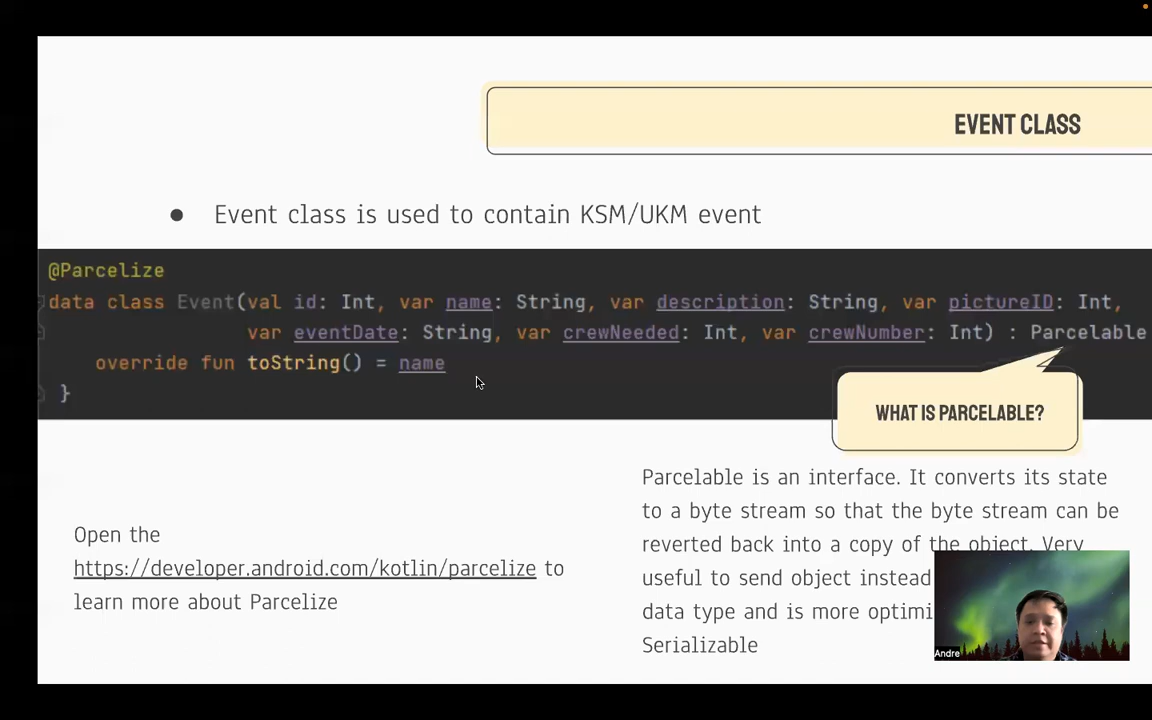 EVENT CLASS
● Event class is used to contain KSM/UKM event
@Parcelize
data class Event(val id: Int, var name: String, var description: String, var pictureID: Int,
var eventDate: String, var crewNeeded: Int, var crewNumber: Int) : Parcelable
override fun toString() = name
}
WHAT IS PARCELABLE?
Open the
https://developer.android.com/kotlin/parcelize to
learn more about Parcelize
Parcelable is an interface. It converts its state
to a byte stream so that the byte stream can be
reverted back into a copy of the object. Very
useful to send object instead
data type and is more
Serializable
Andre